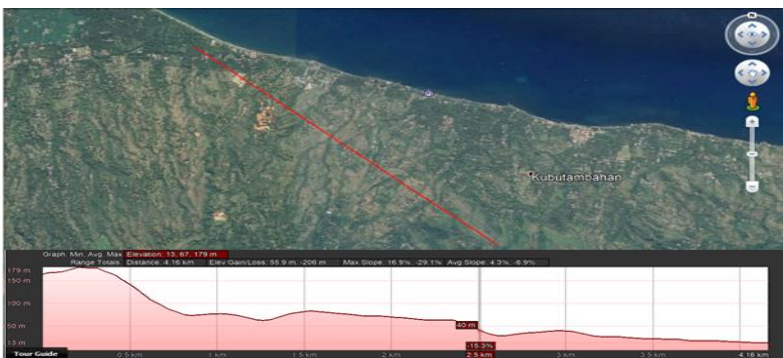 N
Kubutambahan
Graph: Min, Avg, Max Elevation: 13, 67, 179 m
Range Totals: Distance: 4.16 km Elev Gain/Loss: 55.9 m, -206 m Max Slope: 16.9%, -29.1% Avg Slope: 4.3%, -6.9%
179 m
150 m
100 m
50 m
13 m
40 m
-15.3%
Tour Guide
0.5 km 1 km 1.5 km 2 km 2.5 km 3 km 3.5 km 4.16 km